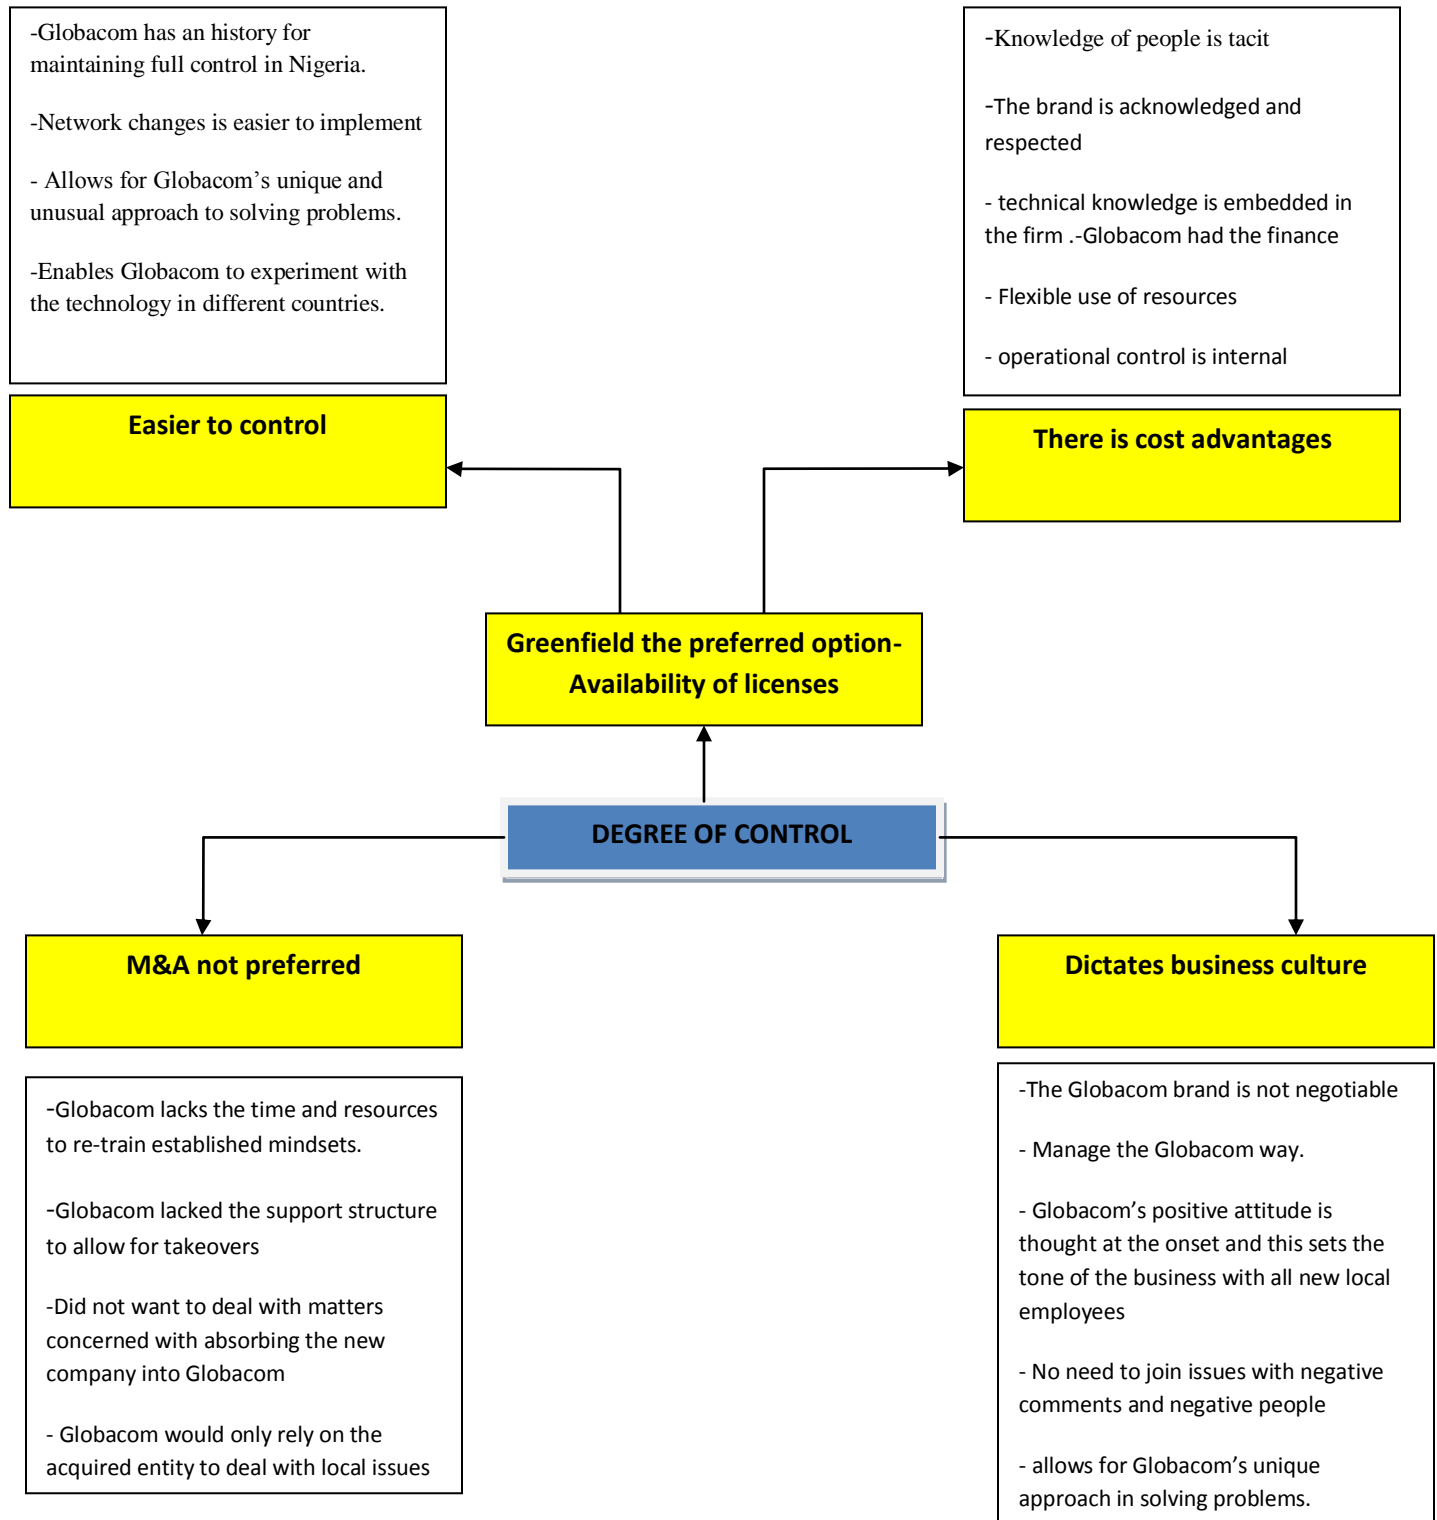 -Globacom has an history for
maintaining full control in Nigeria.
-Network changes is easier to implement
- Allows for Globacom’s unique and
unusual approach to solving problems.
-Enables Globacom to experiment with
the technology in different countries.
Easier to control
-Knowledge of people is tacit
-The brand is acknowledged and
respected
- technical knowledge is embedded in
the firm .-Globacom had the finance
- Flexible use of resources
- operational control is internal
There is cost advantages
Greenfield the preferred option-
Availability of licenses
DEGREE OF CONTROL
M&A not preferred
-Globacom lacks the time and resources
to re-train established mindsets.
-Globacom lacked the support structure
to allow for takeovers
-Did not want to deal with matters
concerned with absorbing the new
company into Globacom
- Globacom would only rely on the
acquired entity to deal with local issues
Dictates business culture
-The Globacom brand is not negotiable
- Manage the Globacom way.
- Globacom’s positive attitude is
thought at the onset and this sets the
tone of the business with all new local
employees
- No need to join issues with negative
comments and negative people
- allows for Globacom’s unique
approach in solving problems.